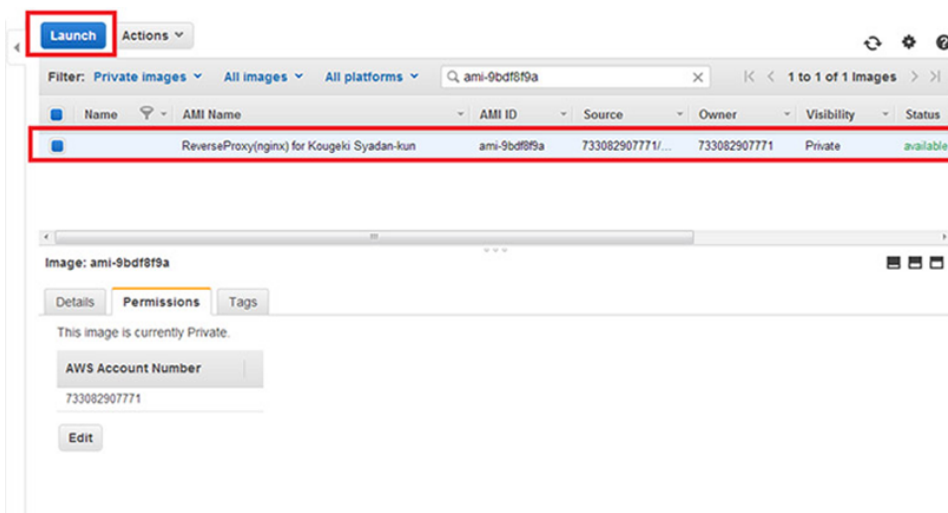 Launch Actions
Filter: Private images All images All platforms ami-9bdf8f9a 1 to 1 of 1 Images
Name AMI Name AMI ID Source Owner Visibility Status
ReverseProxy(nginx) for Kougeki Syadan-kun ami-9bdf8f9a 733082907771/... 733082907771 Private available
Image: ami-9bdf8f9a
Details Permissions Tags
This image is currently Private.
AWS Account Number
733082907771
Edit